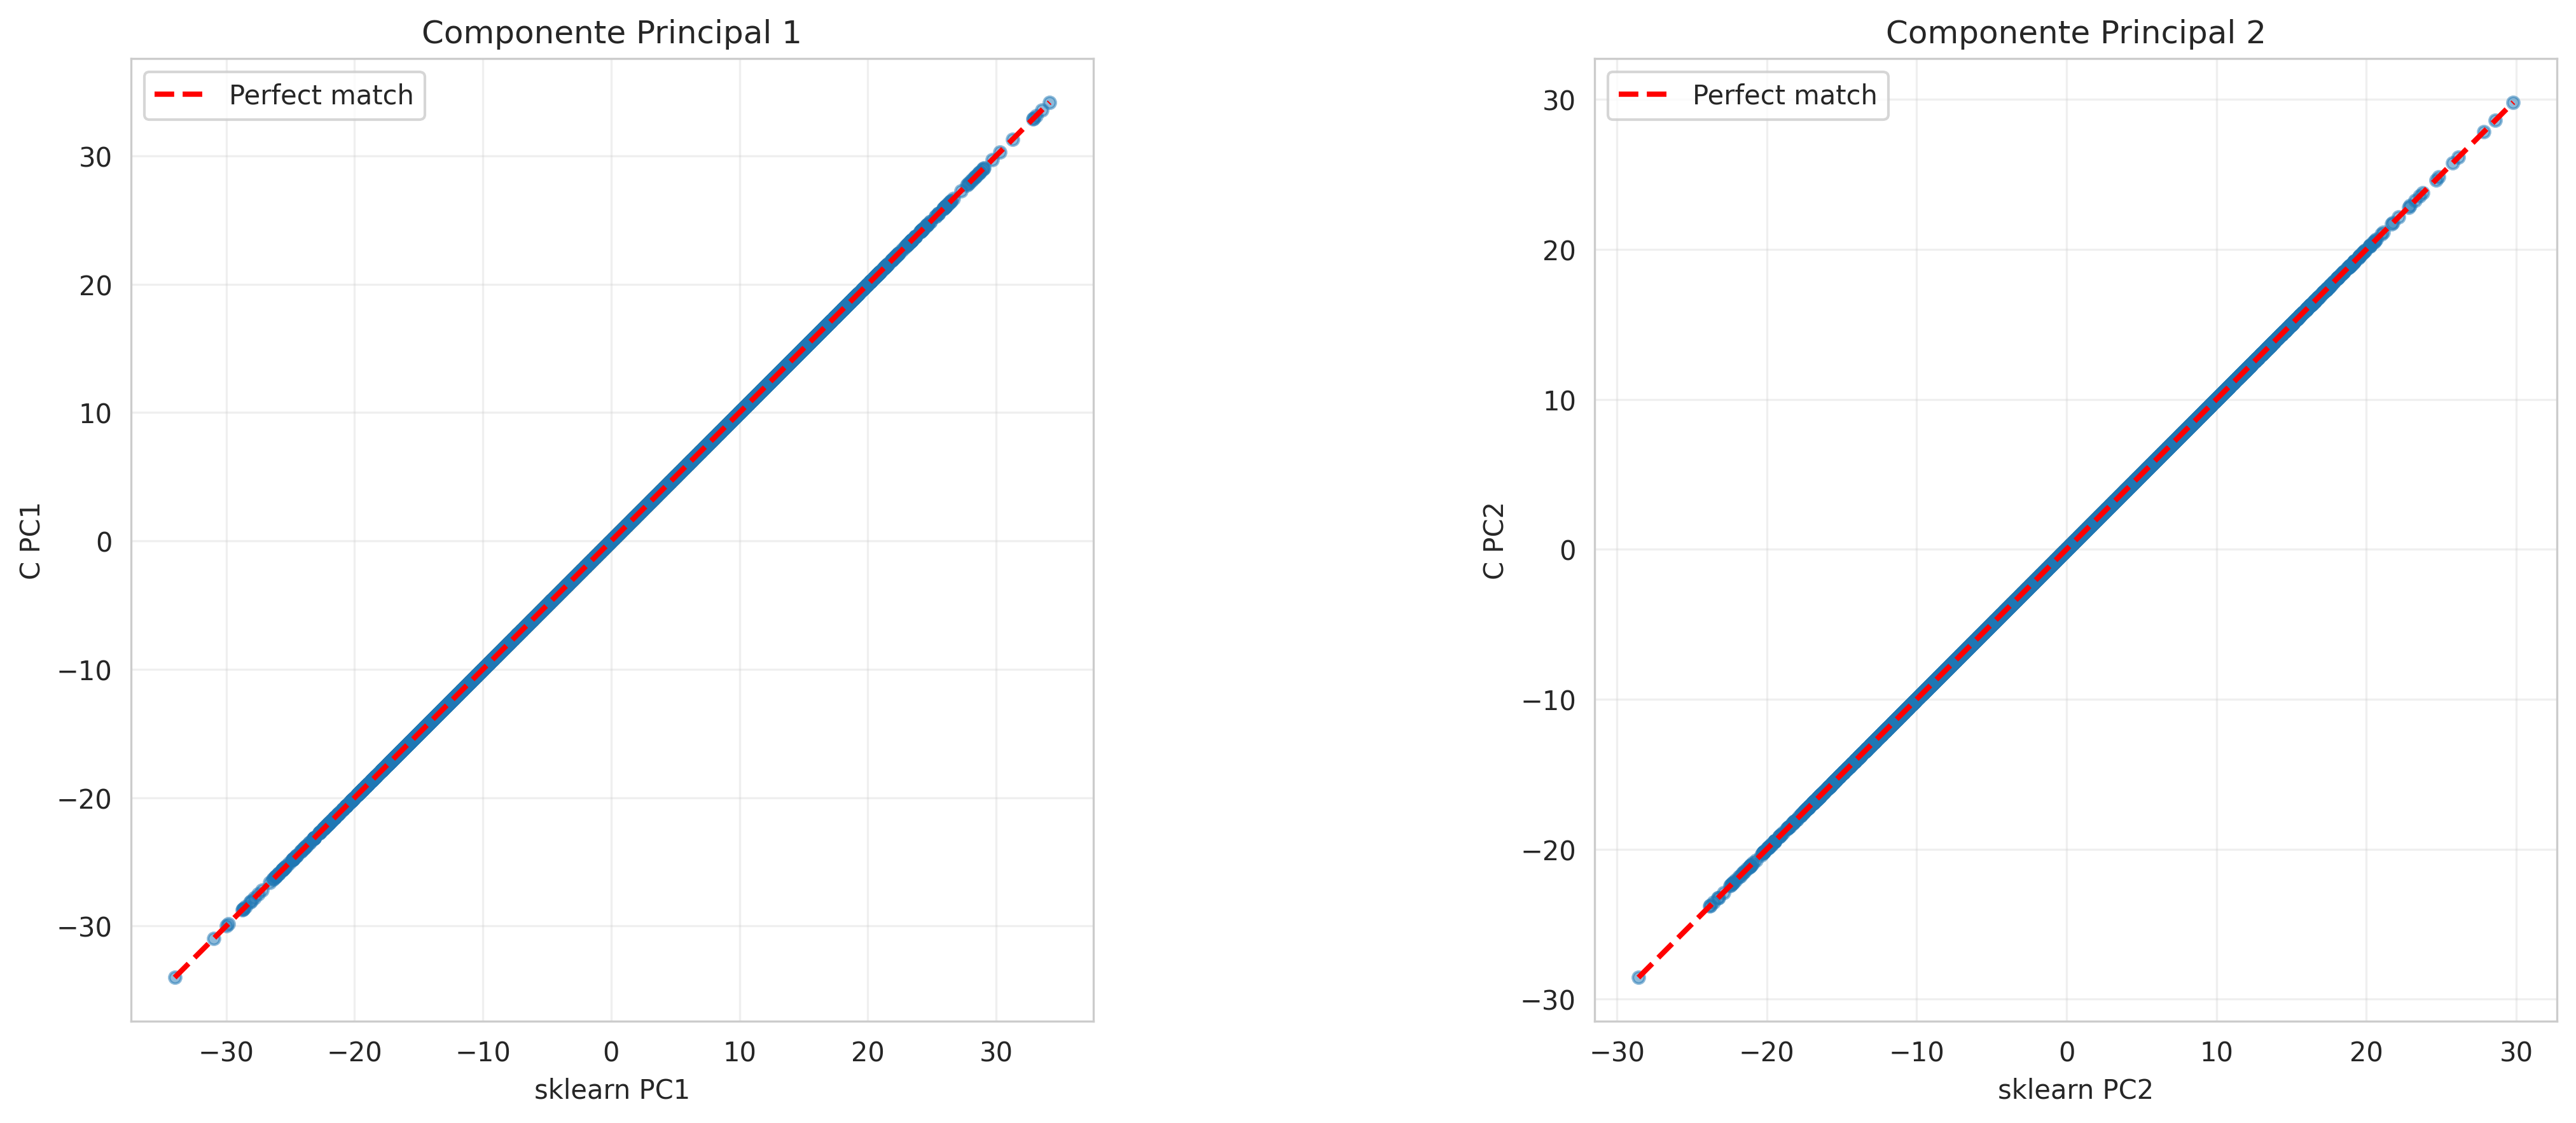 Componente Principal 1
Perfect match
30
20
10
0
−10
−20
−30
C PC1
−30 −20 −10 0 10 20 30
sklearn PC1
Componente Principal 2
Perfect match
30
20
10
0
−10
−20
−30
C PC2
−30 −20 −10 0 10 20 30
sklearn PC2